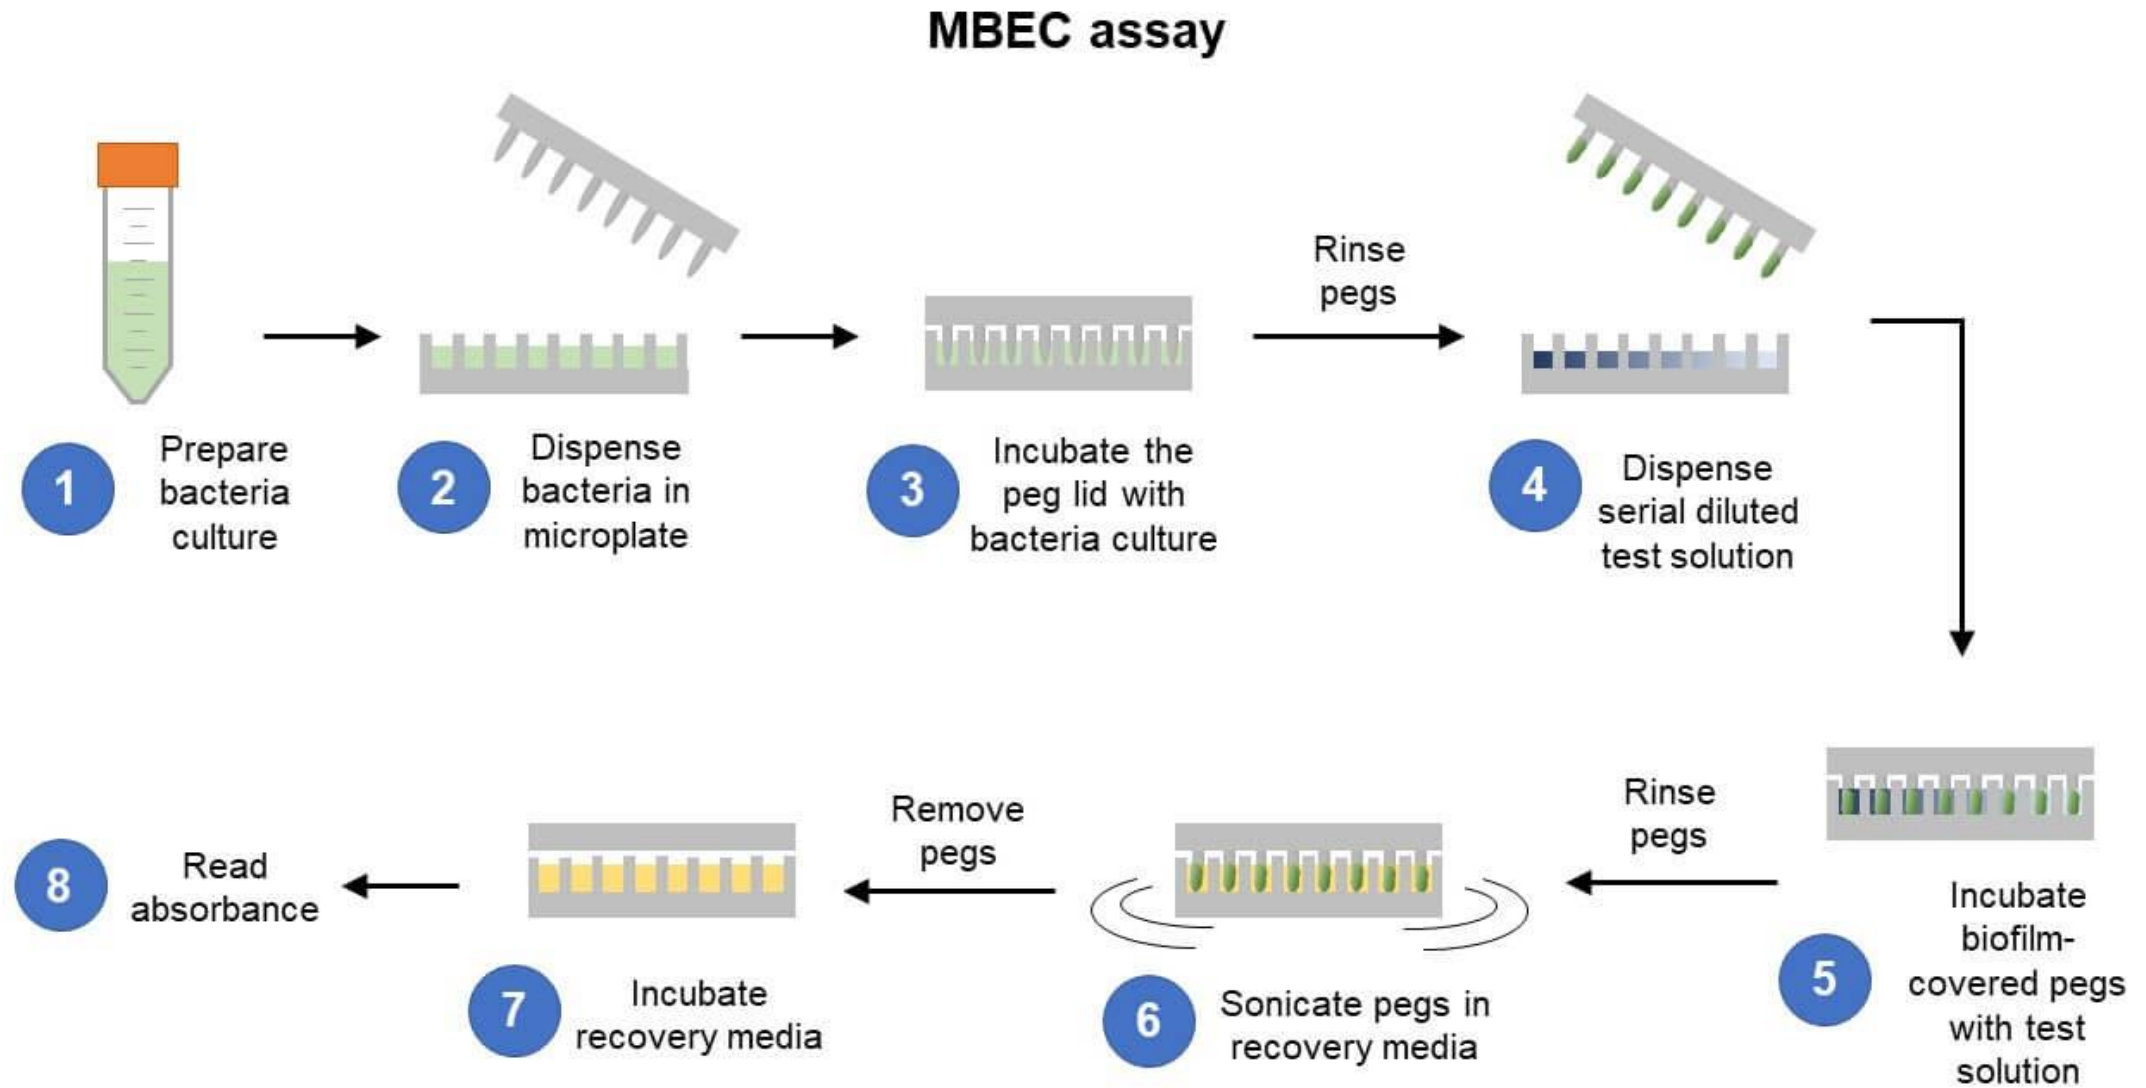 MBEC assay
1
Prepare
bacteria
culture
2
Dispense
bacteria in
microplate
3
Incubate the
peg lid with
bacteria culture
Rinse
pegs
4
Dispense
serial diluted
test solution
5
Incubate
biofilm-
covered pegs
with test
solution
Rinse
pegs
6
Sonicate pegs in
recovery media
Remove
pegs
7
Incubate
recovery media
8
Read
absorbance